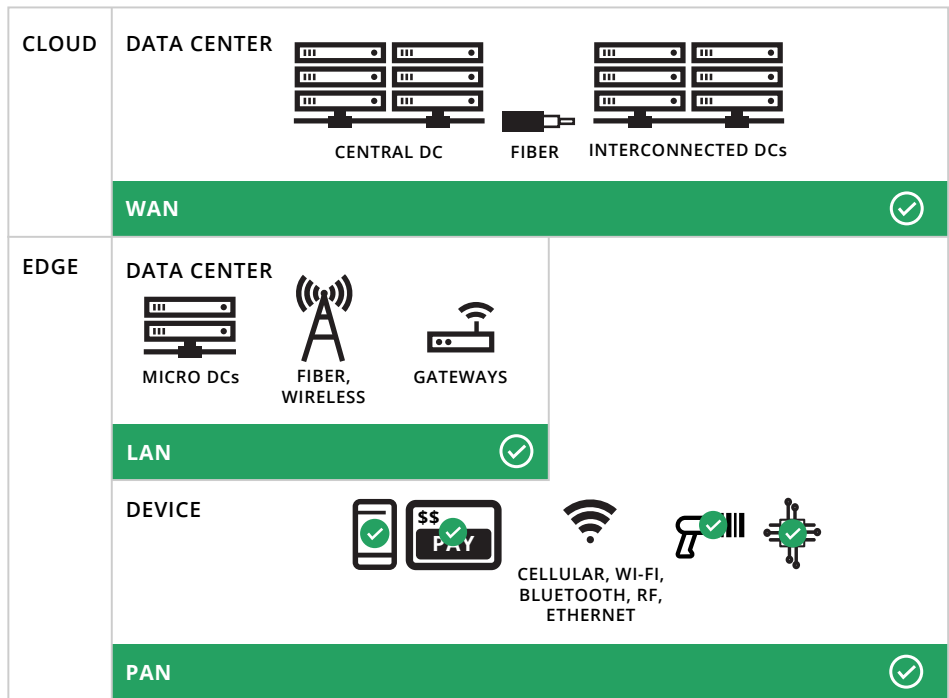 CLOUD
DATA CENTER
CENTRAL DC
FIBER
INTERCONNECTED DCs
WAN
EDGE
DATA CENTER
MICRO DCs
FIBER,
WIRELESS
GATEWAYS
LAN
DEVICE
$$
PAY
CELLULAR, WI-FI,
BLUETOOTH, RF,
ETHERNET
PAN